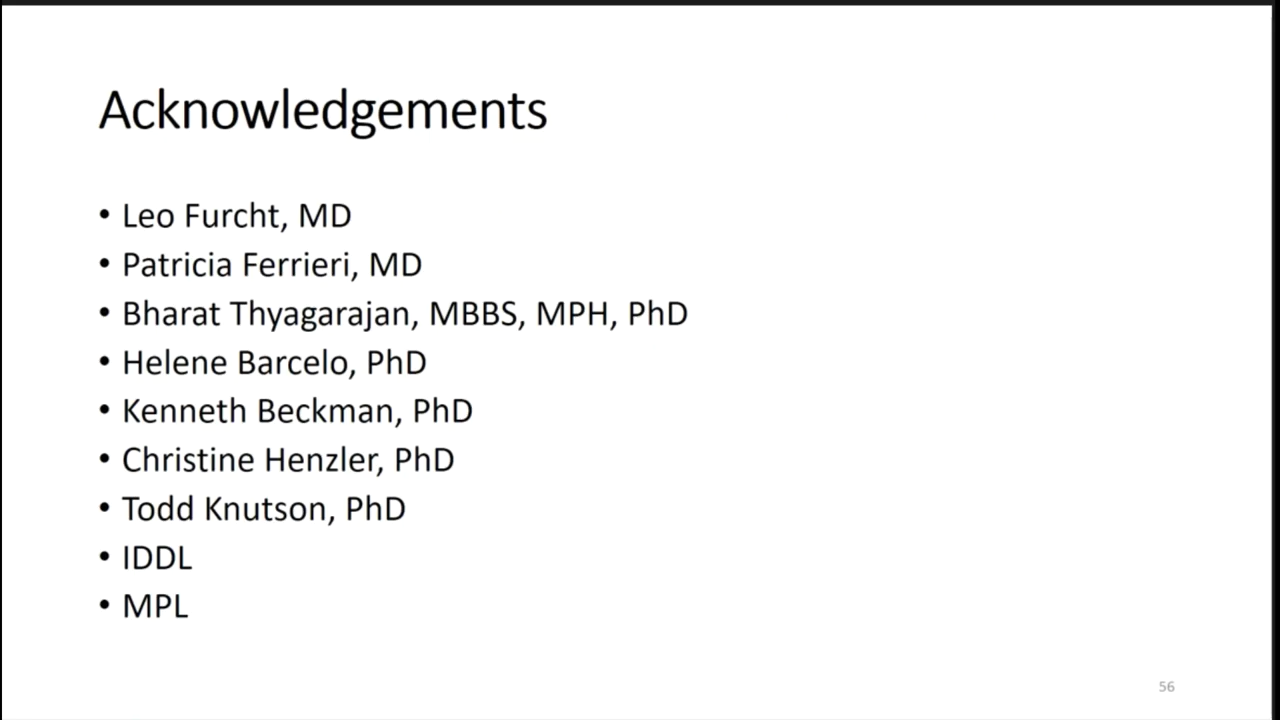 Acknowledgements
• Leo Furcht, MD
• Patricia Ferrieri, MD
• Bharat Thyagarajan, MBBS, MPH, PhD
• Helene Barcelo, PhD
• Kenneth Beckman, PhD
• Christine Henzler, PhD
• Todd Knutson, PhD
• IDDL
• MPL
56